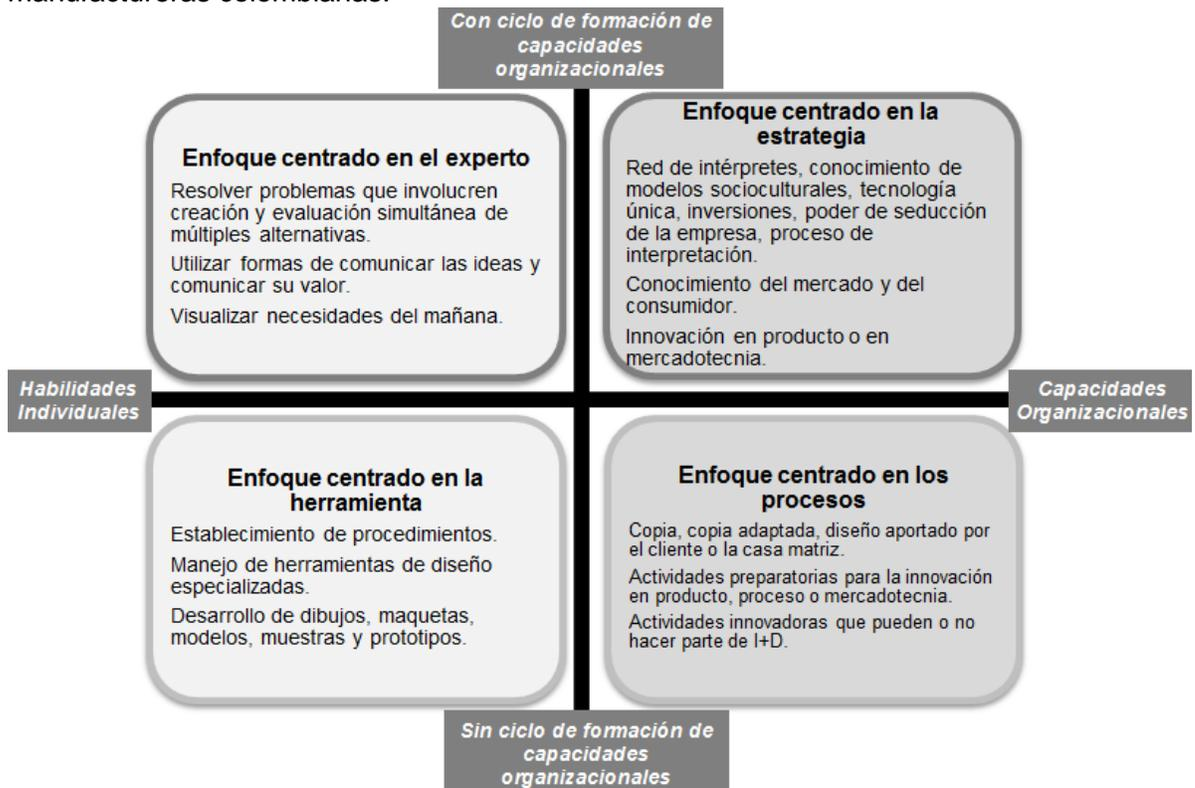 manufactureras colombianas.
Con ciclo de formación de
capacidades
organizacionales
Enfoque centrado en el experto
Resolver problemas que involucren
creación y evaluación simultánea de
múltiples alternativas.
Utilizar formas de comunicar las ideas y
comunicar su valor.
Visualizar necesidades del mañana.
Enfoque centrado en la
estrategia
Red de intérpretes, conocimiento de
modelos socioculturales, tecnología
única, inversiones, poder de seducción
de la empresa, proceso de
interpretación.
Conocimiento del mercado y del
consumidor.
Innovación en producto o en
mercadotecnia.
Habilidades
Individuales
Capacidades
Organizacionales
Enfoque centrado en la
herramienta
Establecimiento de procedimientos.
Manejo de herramientas de diseño
especializadas.
Desarrollo de dibujos, maquetas,
modelos, muestras y prototipos.
Enfoque centrado en los
procesos
Copia, copia adaptada, diseño aportado por
el cliente o la casa matriz.
Actividades preparatorias para la innovación
en producto, proceso o mercadotecnia.
Actividades innovadoras que pueden o no
hacer parte de I+D.
Sin ciclo de formación de
capacidades
organizacionales